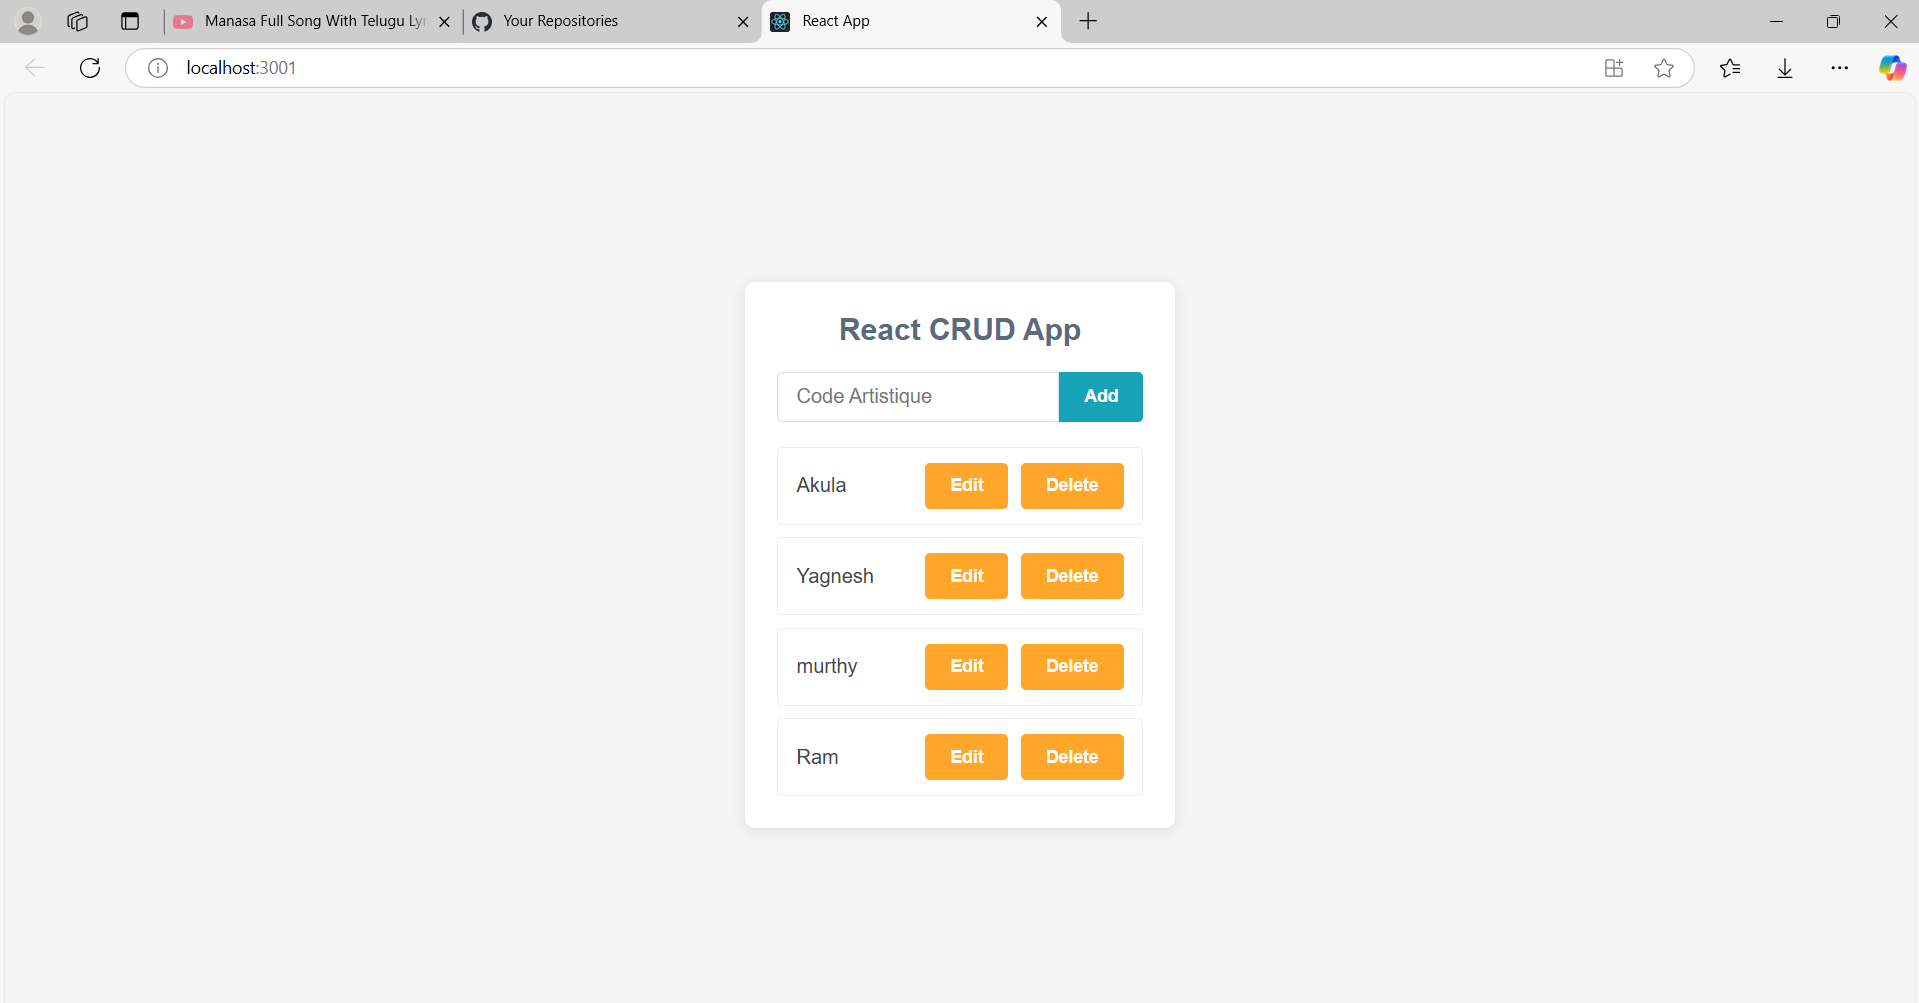 Manasa Full Song With Telugu Lyr
Your Repositories
React App
localhost:3001
React CRUD App
Code Artistique Add
Akula Edit Delete
Yagnesh Edit Delete
murthy Edit Delete
Ram Edit Delete